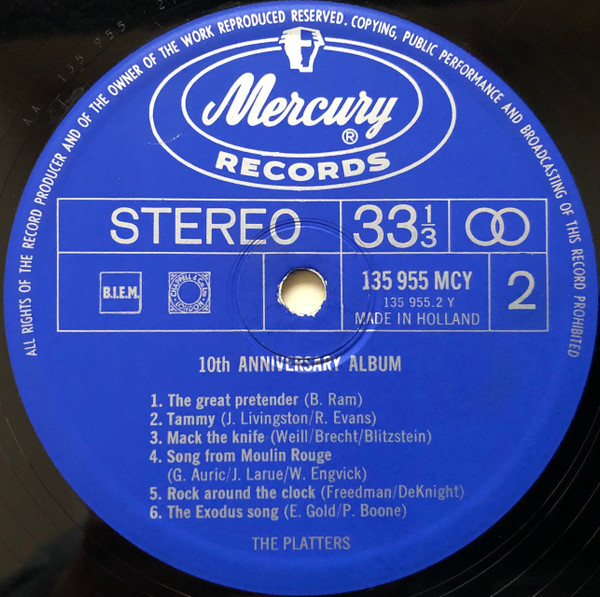 ALL RIGHTS OF THE RECORD PRODUCER AND OF THE OWNER OF THE WORK REPRODUCED RESERVED. COPYING, PUBLIC PERFORMANCE AND BROADCASTING OF THIS RECORD PROHIBITED
Mercury ®
RECORDS
STEREO 33⅓
B.I.E.M. CHAPPELL & CO LONDON 135 955 MCY 2
135 955.2 Y
MADE IN HOLLAND
10th ANNIVERSARY ALBUM
1. The great pretender (B. Ram)
2. Tammy (J. Livingston/R. Evans)
3. Mack the knife (Weill/Brecht/Blitzstein)
4. Song from Moulin Rouge
(G. Auric/J. Larue/W. Engvick)
5. Rock around the clock (Freedman/DeKnight)
6. The Exodus song (E. Gold/P. Boone)
THE PLATTERS